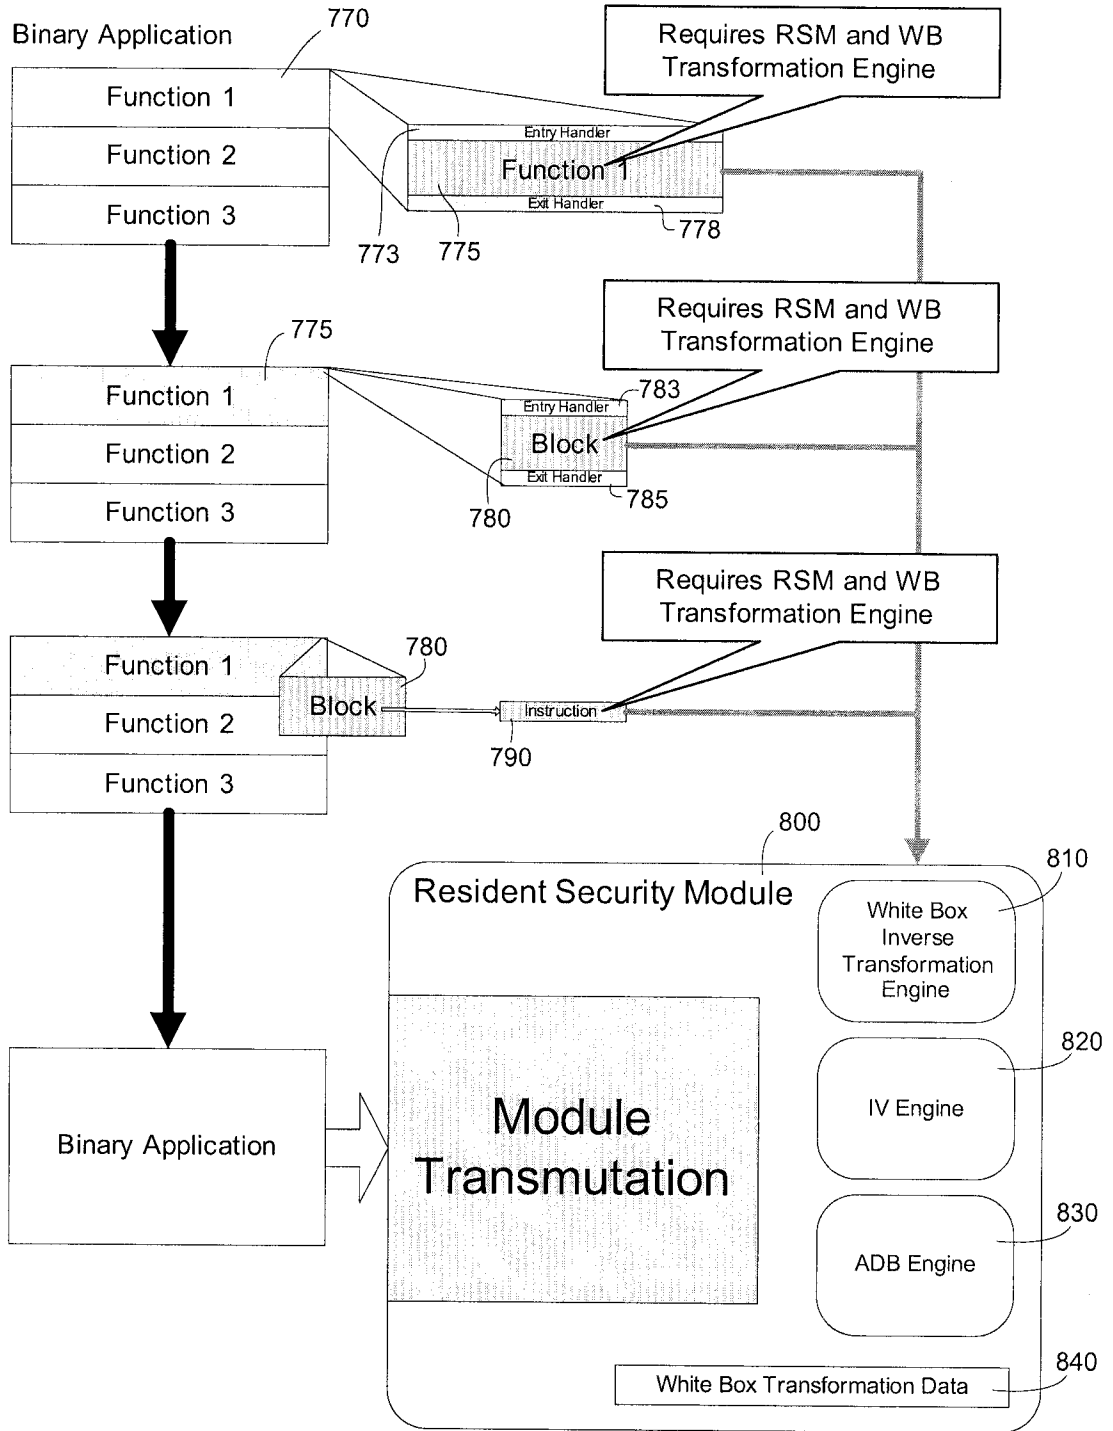 770
Requires RSM and WB
Transformation Engine
Binary Application
Function 1
Function 2
Function 3
Entry Handler
Function 1
Exit Handler
773
775
778
Requires RSM and WB
Transformation Engine
775
Function 1
Function 2
Function 3
783
Entry Handler
Block
Exit Handler
780
785
Requires RSM and WB
Transformation Engine
Function 1
Function 2
Function 3
780
Block
Instruction
790
800
Resident Security Module
810
White Box
Inverse
Transformation
Engine
820
IV Engine
Binary Application
Module
Transmutation
830
ADB Engine
840
White Box Transformation Data